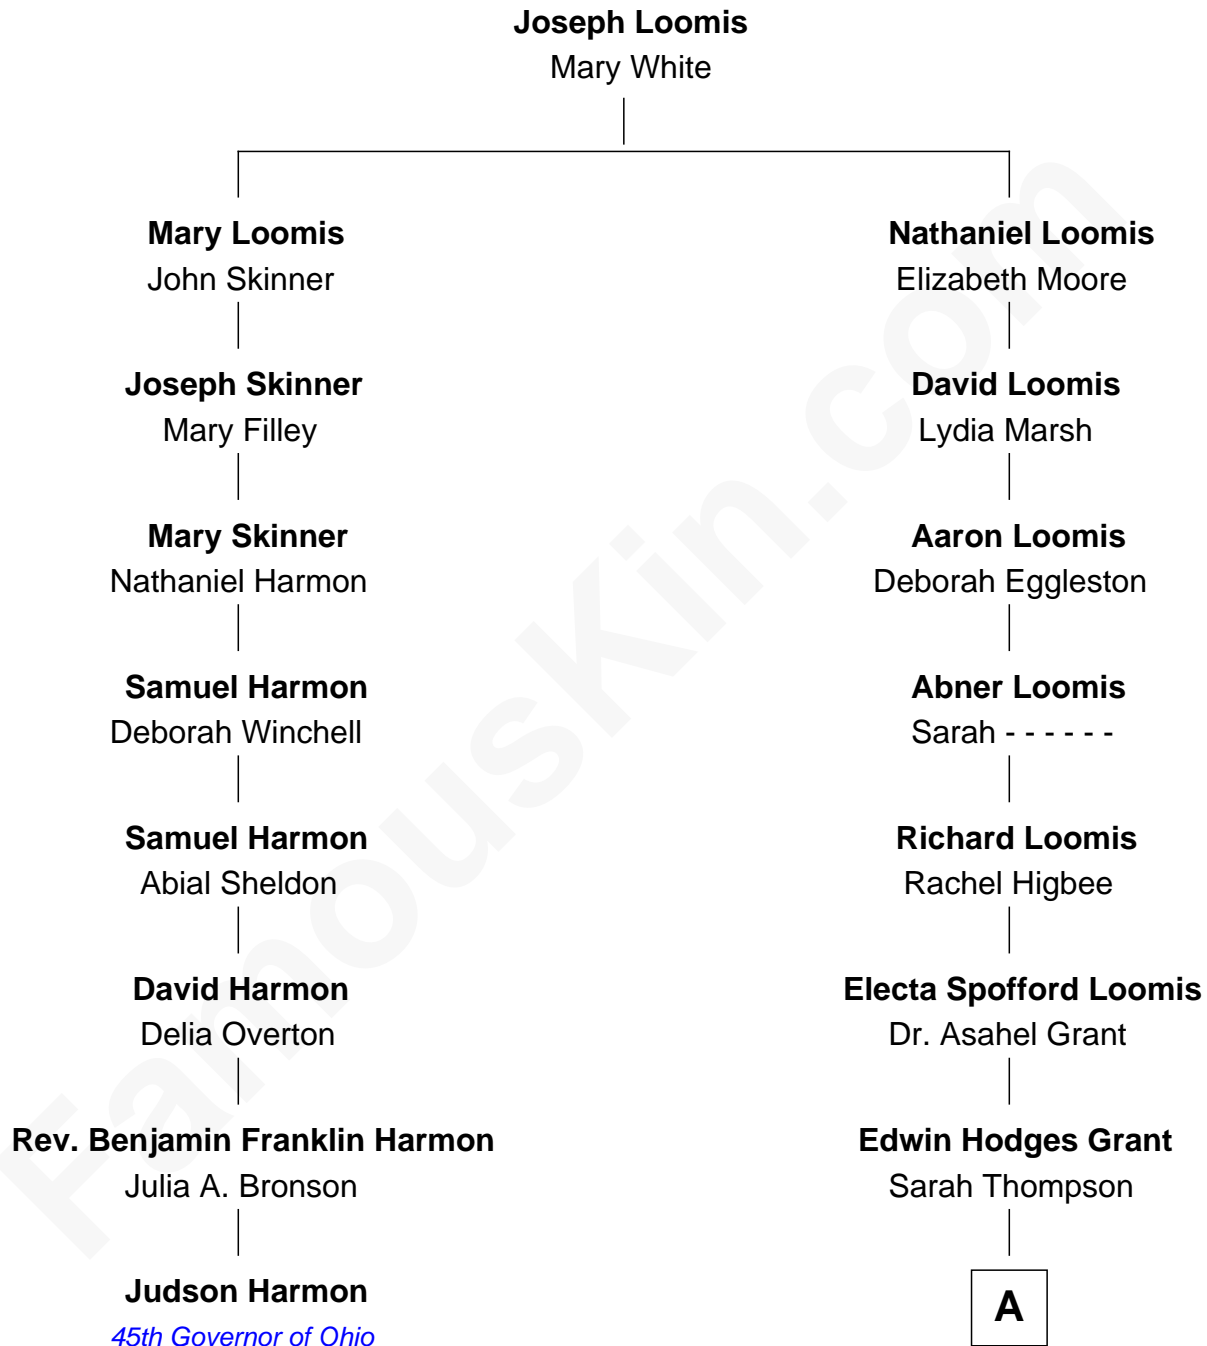 Joseph Loomis
Mary White
Mary Loomis
John Skinner
Nathaniel Loomis
Elizabeth Moore
Joseph Skinner
Mary Filley
David Loomis
Lydia Marsh
Mary Skinner
Nathaniel Harmon
Aaron Loomis
Deborah Eggleston
Samuel Harmon
Deborah Winchell
Abner Loomis
Sarah - - - - - -
Samuel Harmon
Abial Sheldon
Richard Loomis
Rachel Higbee
David Harmon
Delia Overton
Electa Spofford Loomis
Dr. Asahel Grant
Rev. Benjamin Franklin Harmon
Julia A. Bronson
Edwin Hodges Grant
Sarah Thompson
Judson Harmon
45th Governor of Ohio
A
FamousKin.com